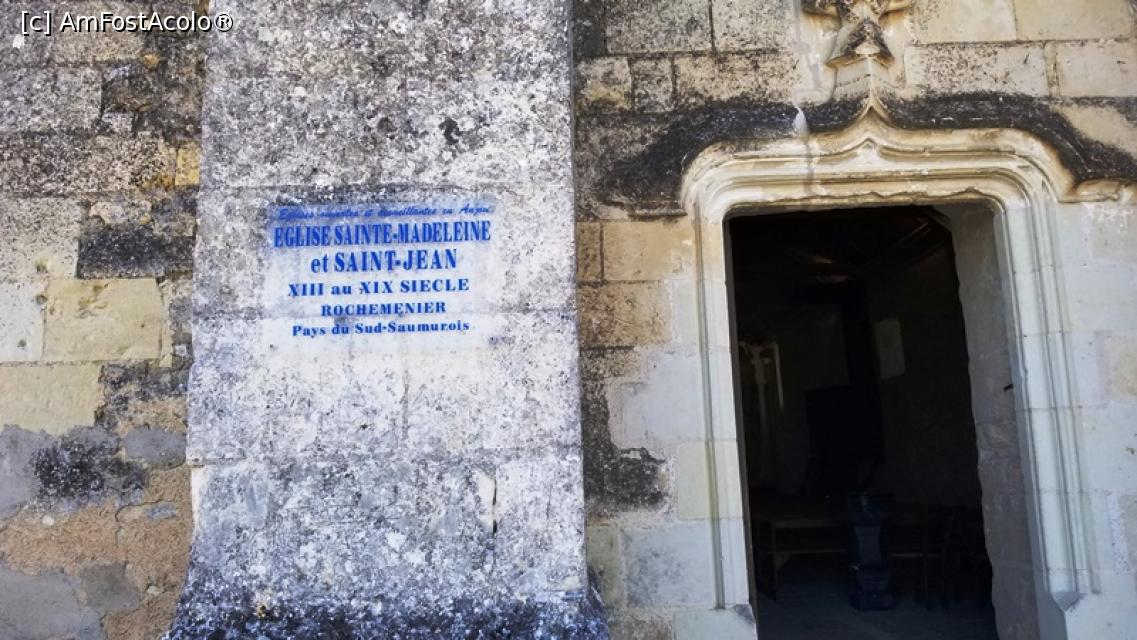 [c] AmFostAcolo®
Eglises ouvertes et accueillantes en Anjou
EGLISE SAINTE-MADELEINE
et SAINT-JEAN
XIII au XIX SIECLE
ROCHEMENIER
Pays du Sud-Saumurois